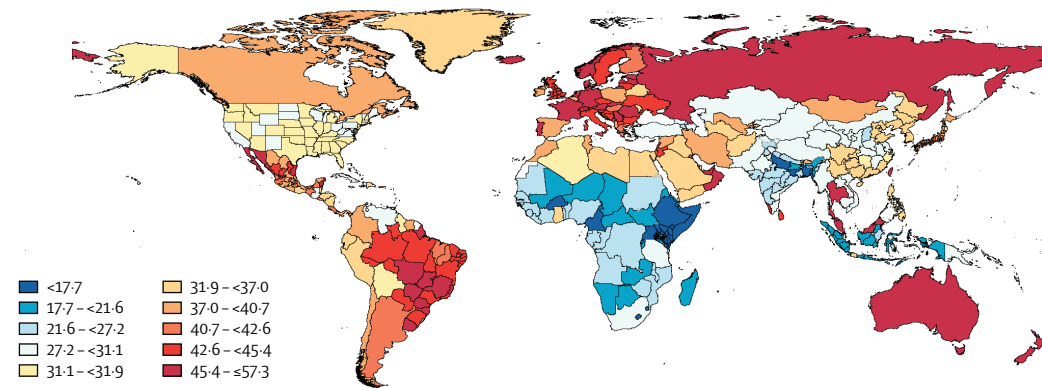 <17·7
17·7 – <21·6
21·6 – <27·2
27·2 – <31·1
31·1 – <31·9
31·9 – <37·0
37·0 – <40·7
40·7 – <42·6
42·6 – <45·4
45·4 – ≤57·3